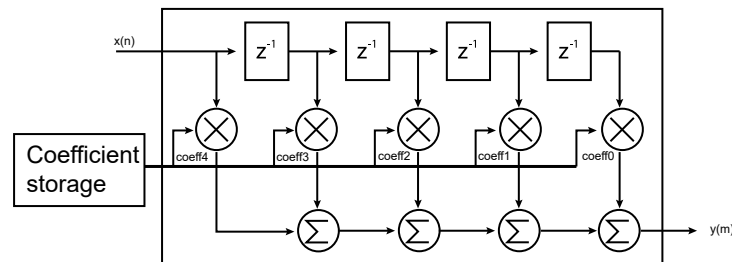 x(n)
z⁻¹ z⁻¹ z⁻¹ z⁻¹
Coefficient
storage
coeff4 coeff3 coeff2 coeff1 coeff0
Σ Σ Σ Σ
y(m)